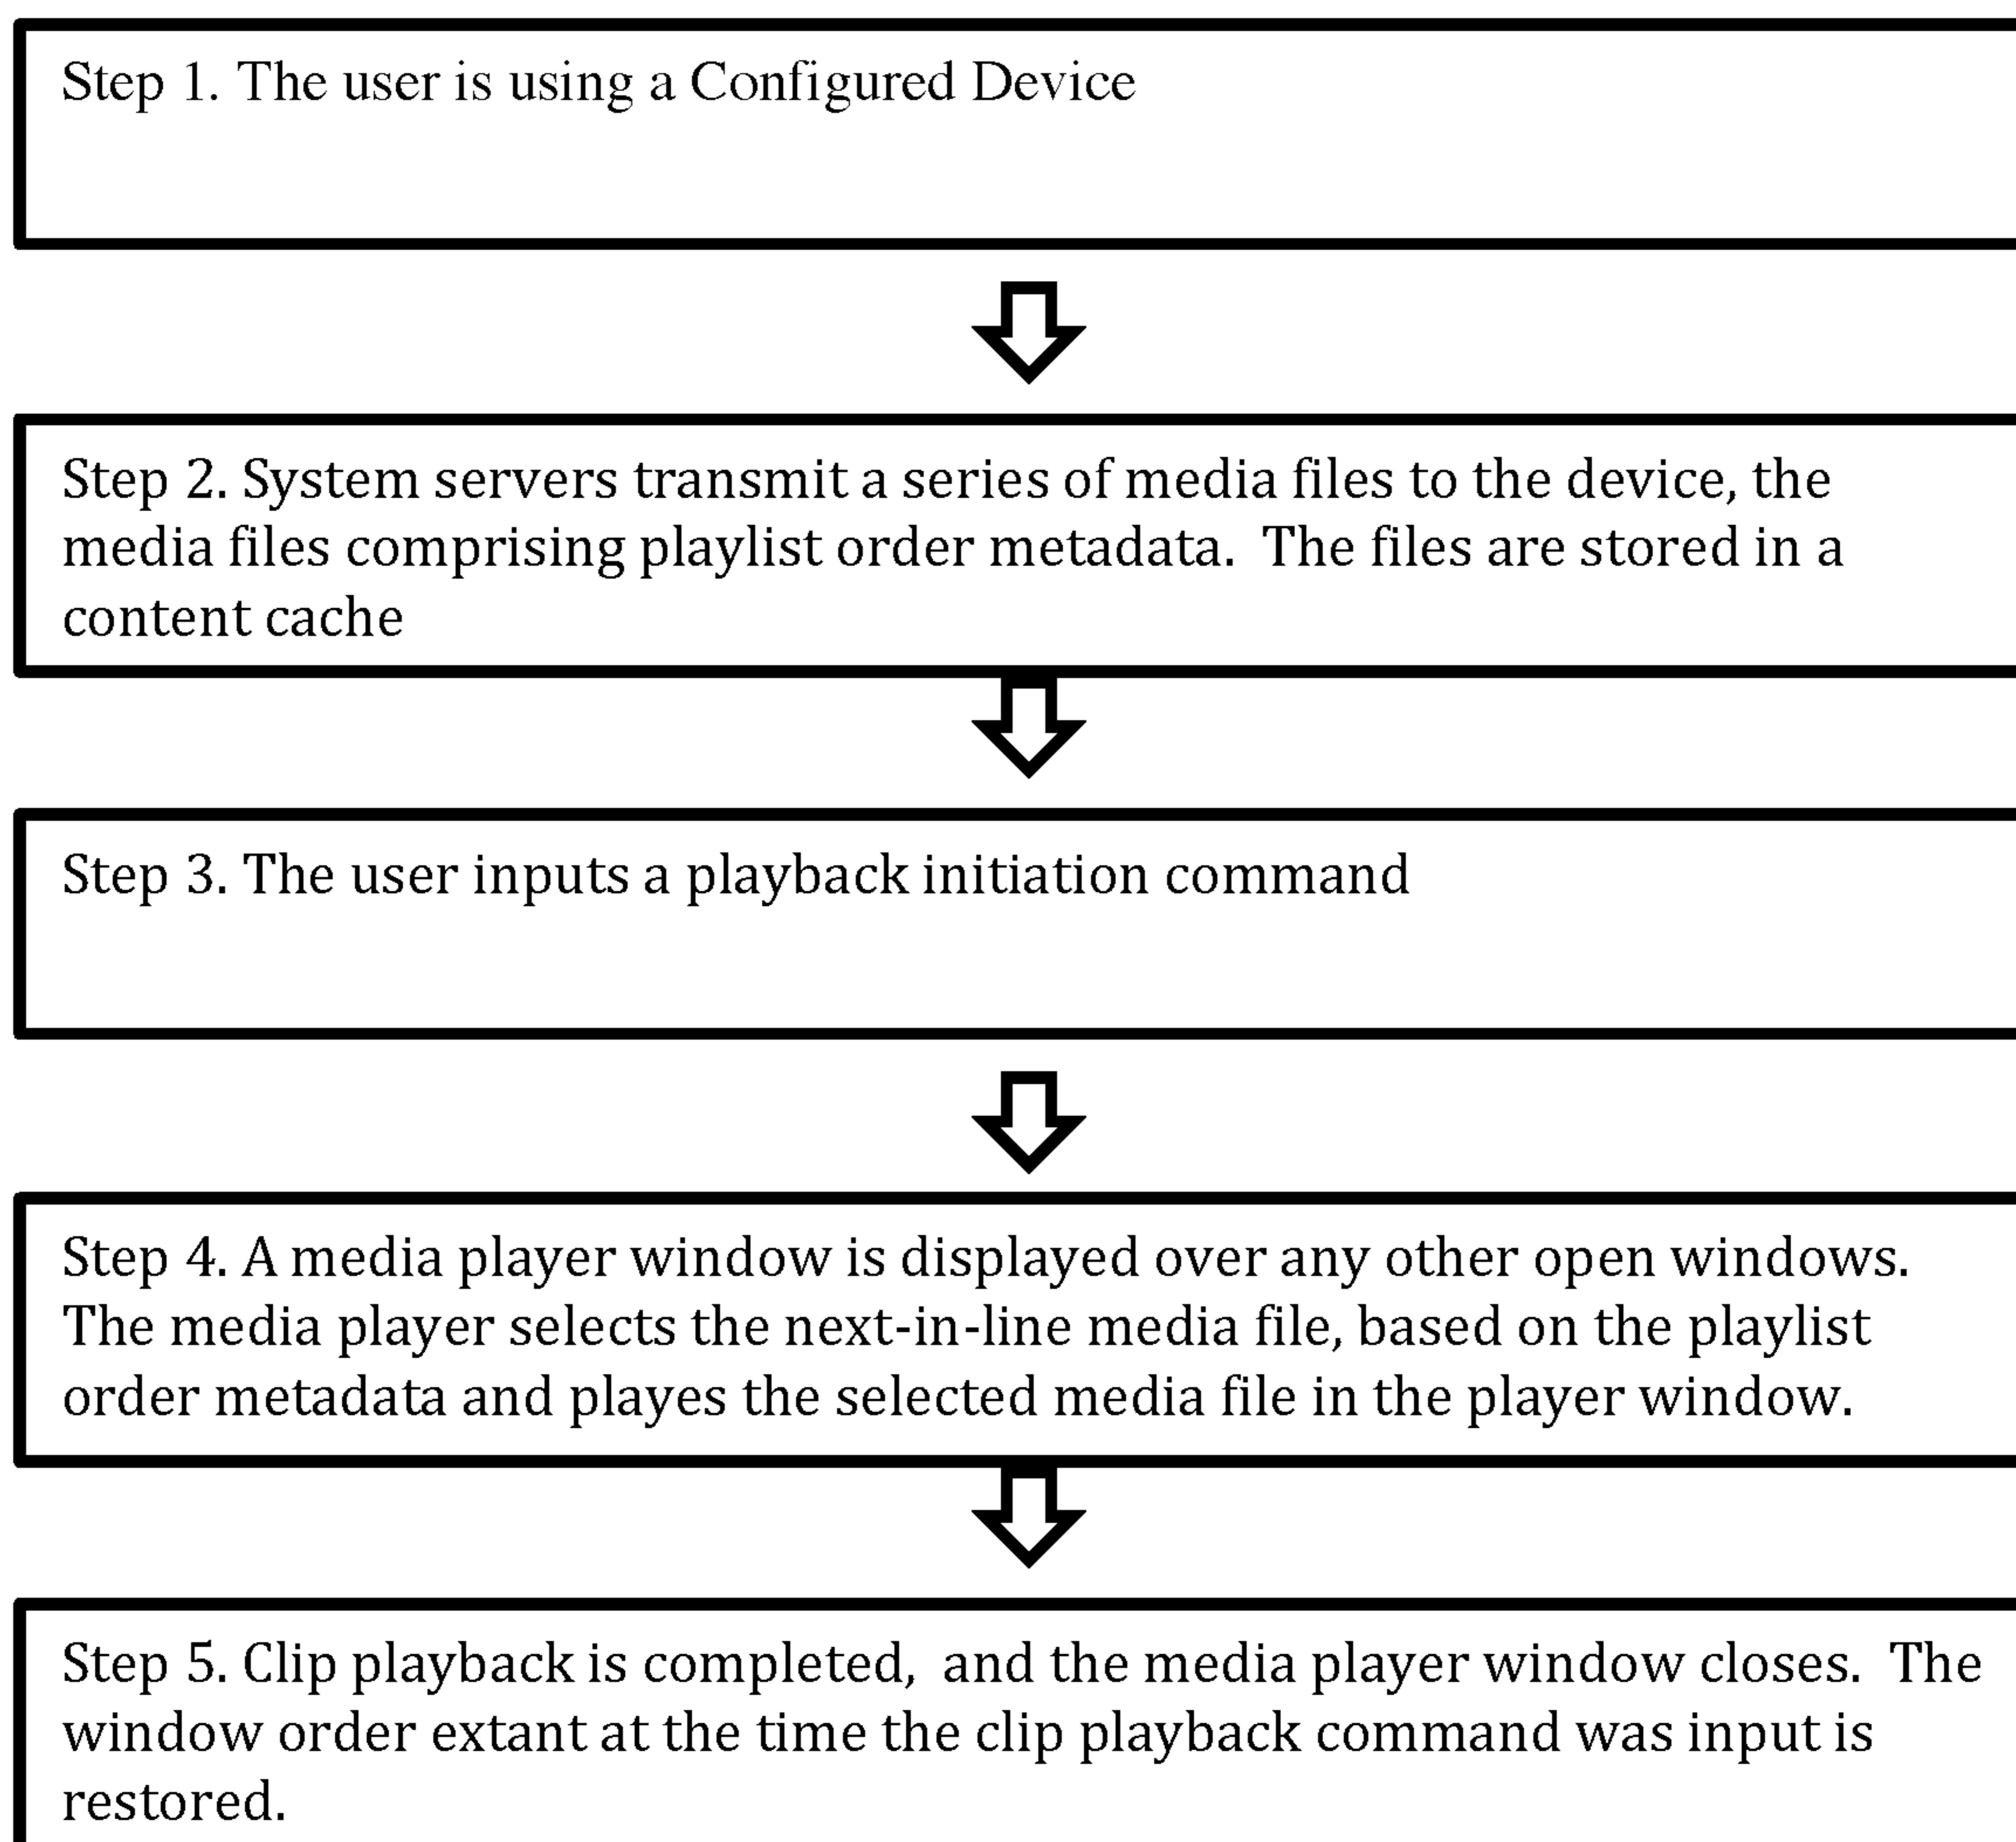 Step 1. The user is using a Configured Device
Step 2. System servers transmit a series of media files to the device, the
media files comprising playlist order metadata.  The files are stored in a
content cache
Step 3. The user inputs a playback initiation command
Step 4. A media player window is displayed over any other open windows.
The media player selects the next-in-line media file, based on the playlist
order metadata and playes the selected media file in the player window.
Step 5. Clip playback is completed,  and the media player window closes.  The
window order extant at the time the clip playback command was input is
restored.